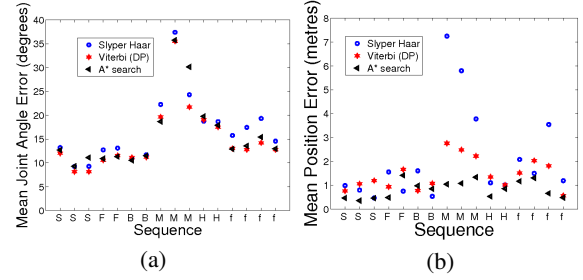 Mean Joint Angle Error (degrees)
40
35
30
25
20
15
10
5
0
Slyper Haar
Viterbi (DP)
A* search
S S S F F B B M M M H H f f f f
Sequence
(a)
Mean Position Error (metres)
8
7
6
5
4
3
2
1
0
Slyper Haar
Viterbi (DP)
A* search
S S S F F B B M M M H H f f f f
Sequence
(b)